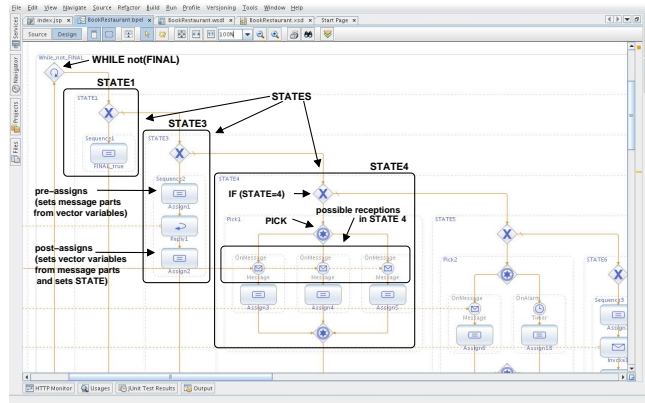 File Edit View Navigate Source Refactor Build Run Profile Versioning Tools Window Help
index.jsp x BookRestaurant.bpel x BookRestaurant.wsdl x BookRestaurant.xsd x Start Page x
Source Design 100%
Services
Navigator
Projects
Files
While_not_FINAL
WHILE not(FINAL)
STATE1
STATES
STATE1
STATE3
STATE3
STATE4
Sequence1
FINAL_true
STATE4
Sequence2
pre-assigns
(sets message parts
from vector variables)
Assign1
IF (STATE=4)
possible receptions
in STATE 4
Pick1
PICK
STATE5
Reply1
post-assigns
(sets vector variables
from message parts
and sets STATE)
Assign2
OnMessage OnMessage OnMessage
Message Message Message
Assign3 Assign4 Assign5
Pick2
STATE6
OnMessage OnAlarm
Message Timer
Assign6 Assign18
Sequence3
Assign
Invoke1
HTTP Monitor Usages JUnit Test Results Output